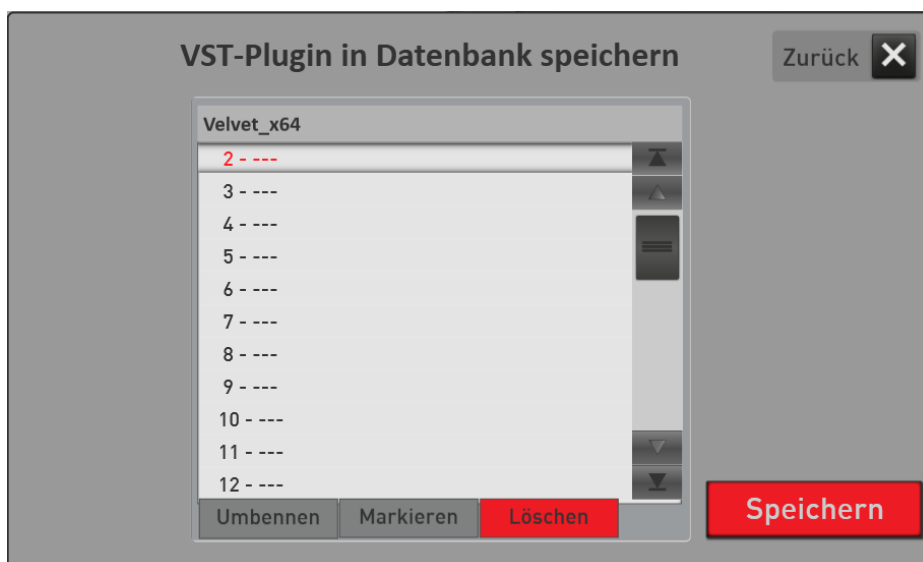 VST-Plugin in Datenbank speichern
Zurück
Velvet_x64
2 - ---
3 - ---
4 - ---
5 - ---
6 - ---
7 - ---
8 - ---
9 - ---
10 - ---
11 - ---
12 - ---
Umbennen Markieren Löschen
Speichern